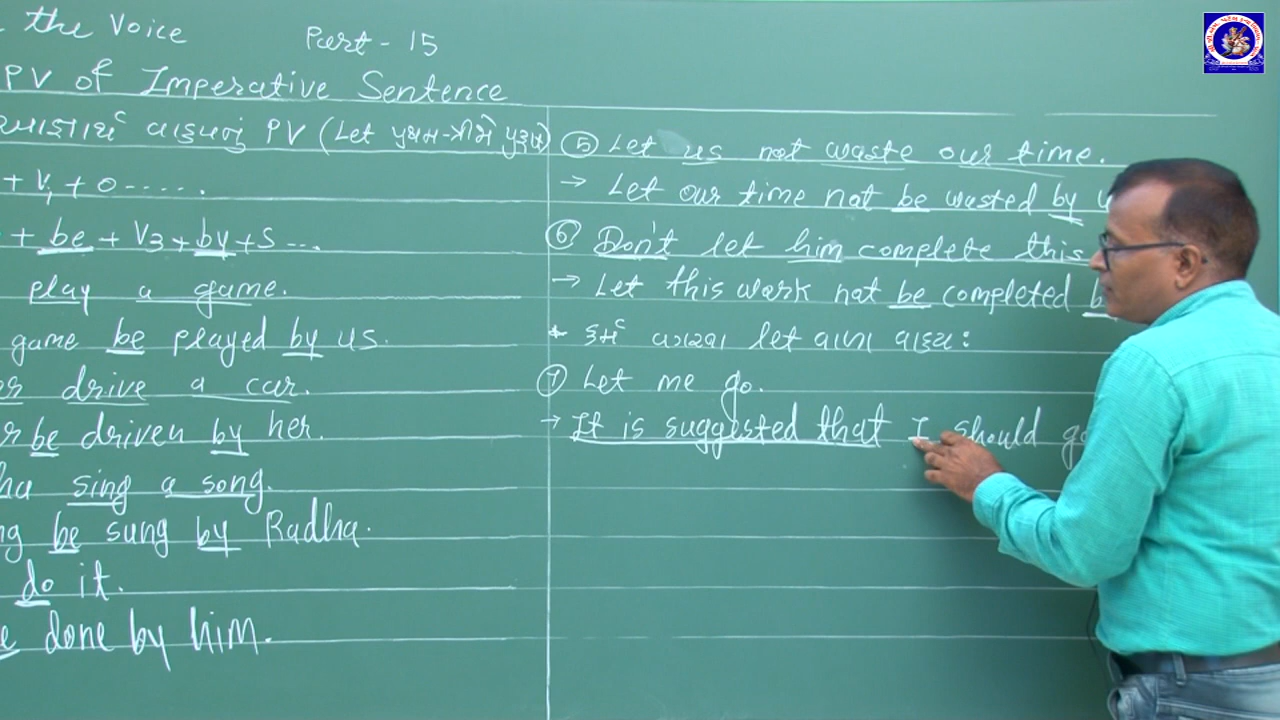 the Voice Part - 15
PV of Imperative Sentence
આજ્ઞાર્થ વાક્યનું PV (Let પ્રથમ-ત્રીજો પુરુષ)
+ V1 + O......
+ be + V3 + by + S ...
play a game.
game be played by us.
drive a car.
be driven by her.
sing a song.
be sung by Radha.
do it.
done by him.
⑤ Let us not waste our time.
→ Let our time not be wasted by
⑥ Don't let him complete this
→ Let this work not be completed
* કર્મ વગરના let વાળા વાક્ય:
⑦ Let me go.
→ It is suggested that I should go